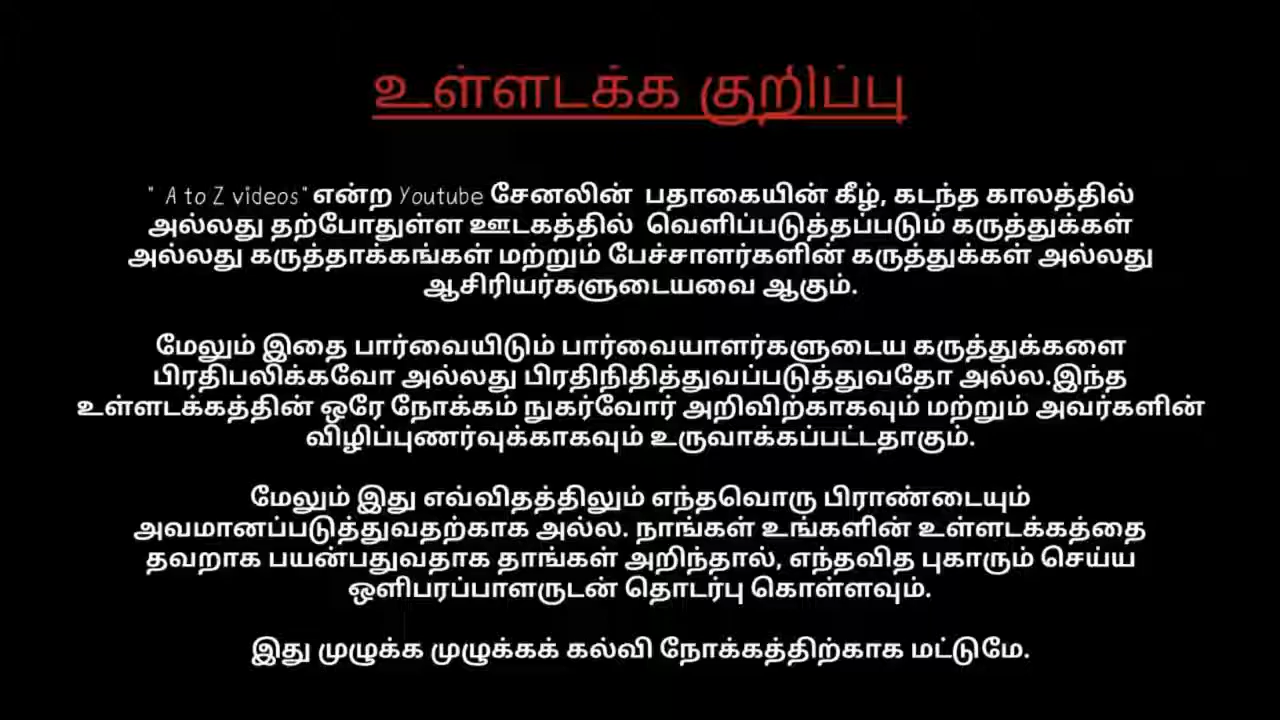 உள்ளடக்க குறிப்பு
" A to Z videos" என்ற Youtube சேனலின் பதாகையின் கீழ், கடந்த காலத்தில்
அல்லது தற்போதுள்ள ஊடகத்தில் வெளிப்படுத்தப்படும் கருத்துக்கள்
அல்லது கருத்தாக்கங்கள் மற்றும் பேச்சாளர்களின் கருத்துக்கள் அல்லது
ஆசிரியர்களுடையவை ஆகும்.
மேலும் இதை பார்வையிடும் பார்வையாளர்களுடைய கருத்துக்களை
பிரதிபலிக்கவோ அல்லது பிரதிநிதித்துவப்படுத்துவதோ அல்ல.இந்த
உள்ளடக்கத்தின் ஒரே நோக்கம் நுகர்வோர் அறிவிற்காகவும் மற்றும் அவர்களின்
விழிப்புணர்வுக்காகவும் உருவாக்கப்பட்டதாகும்.
மேலும் இது எவ்விதத்திலும் எந்தவொரு பிராண்டையும்
அவமானப்படுத்துவதற்காக அல்ல. நாங்கள் உங்களின் உள்ளடக்கத்தை
தவறாக பயன்பதுவதாக தாங்கள் அறிந்தால், எந்தவித புகாரும் செய்ய
ஒளிபரப்பாளருடன் தொடர்பு கொள்ளவும்.
இது முழுக்க முழுக்கக் கல்வி நோக்கத்திற்காக மட்டுமே.